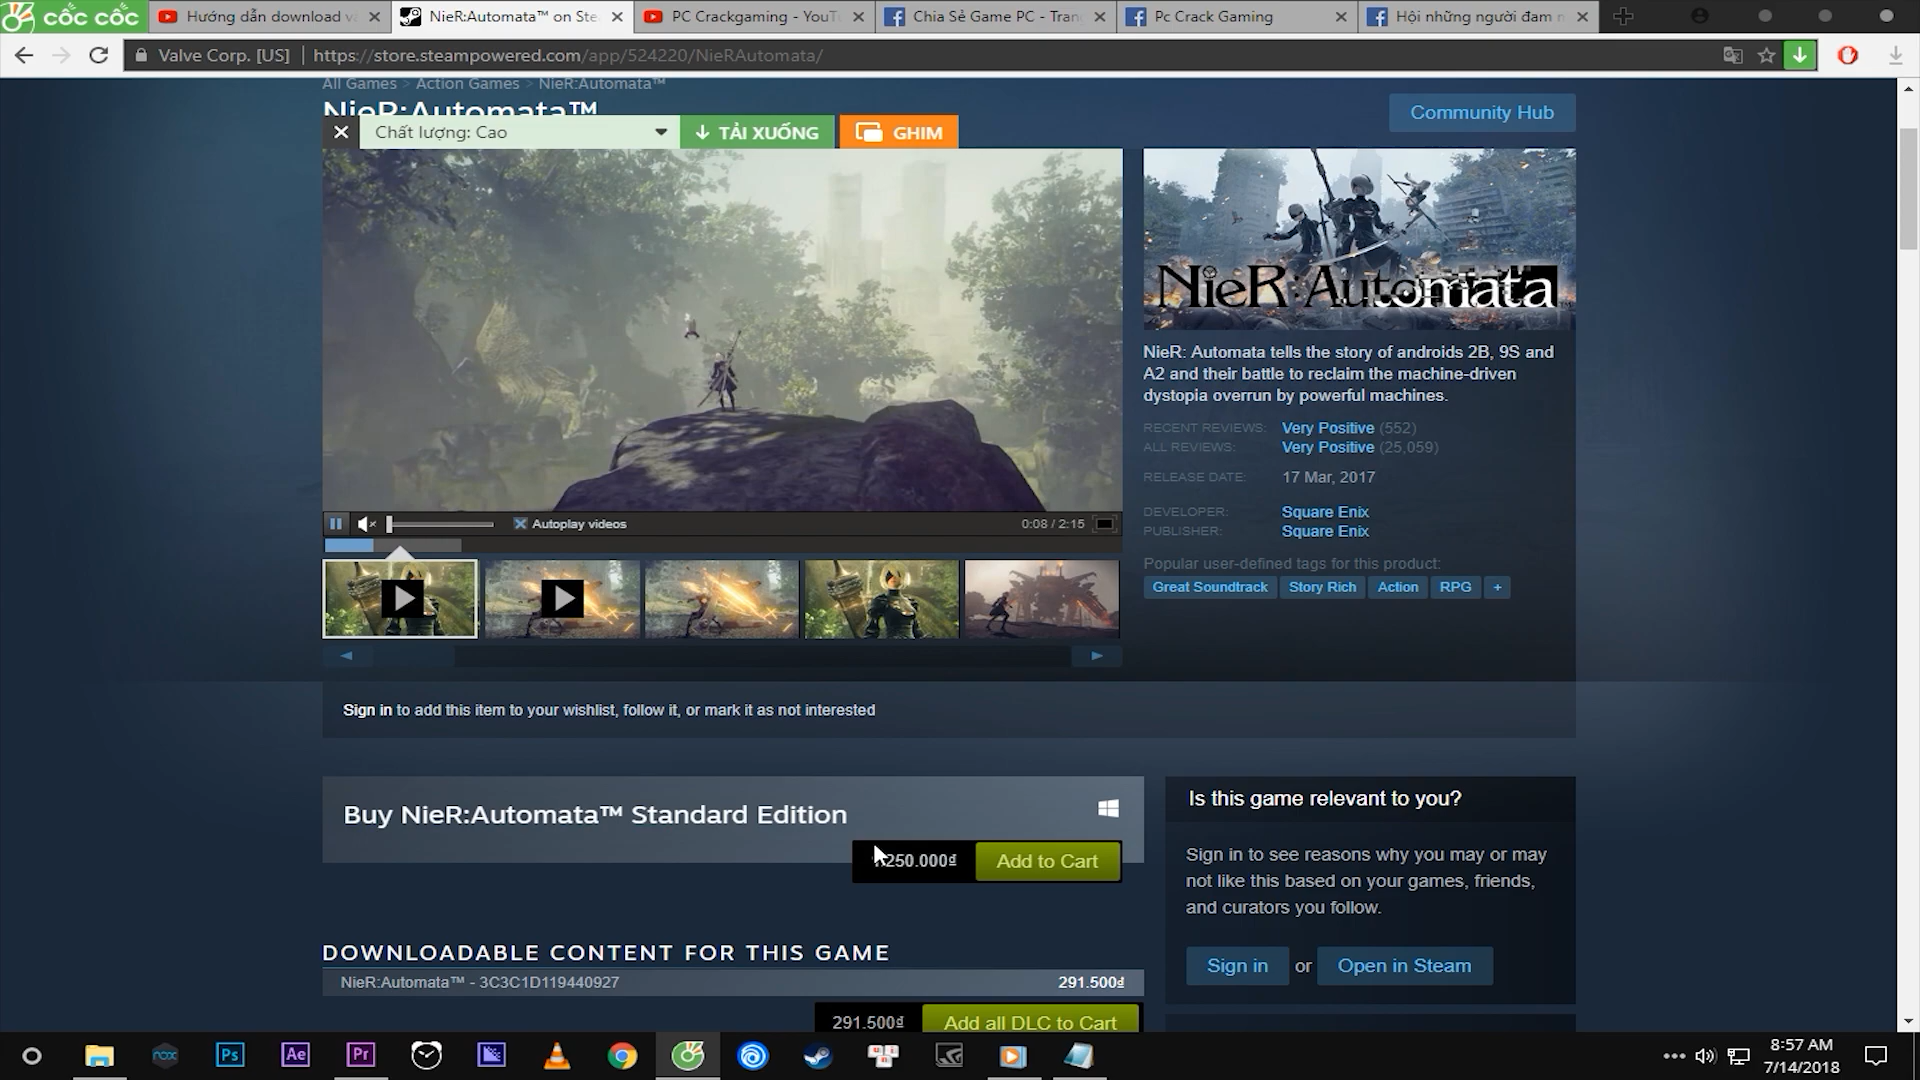 CỐC CỐC
Hướng dẫn download v
NieR:Automata™ on Ste
PC Crackgaming - YouT
Chia Sẻ Game PC - Tran
Pc Crack Gaming
Hội những người đam
Valve Corp. [US]
https://store.steampowered.com/app/524220/NieRAutomata/
All Games > Action Games > NieR:Automata™
NieR:Automata™
Community Hub
Chất lượng: Cao
TẢI XUỐNG
GHIM
NieR:Automata
NieR: Automata tells the story of androids 2B, 9S and
A2 and their battle to reclaim the machine-driven
dystopia overrun by powerful machines.
RECENT REVIEWS: Very Positive (552)
ALL REVIEWS: Very Positive (25,059)
RELEASE DATE: 17 Mar, 2017
DEVELOPER: Square Enix
PUBLISHER: Square Enix
Popular user-defined tags for this product:
Great Soundtrack Story Rich Action RPG +
Autoplay videos
0:08 / 2:15
Sign in to add this item to your wishlist, follow it, or mark it as not interested
Buy NieR:Automata™ Standard Edition
250.000₫
Add to Cart
Is this game relevant to you?
Sign in to see reasons why you may or may
not like this based on your games, friends,
and curators you follow.
Sign in or Open in Steam
DOWNLOADABLE CONTENT FOR THIS GAME
NieR:Automata™ - 3C3C1D119440927
291.500₫
291.500₫
Add all DLC to Cart
nox
Ps
Ae
Pr
8:57 AM
7/14/2018